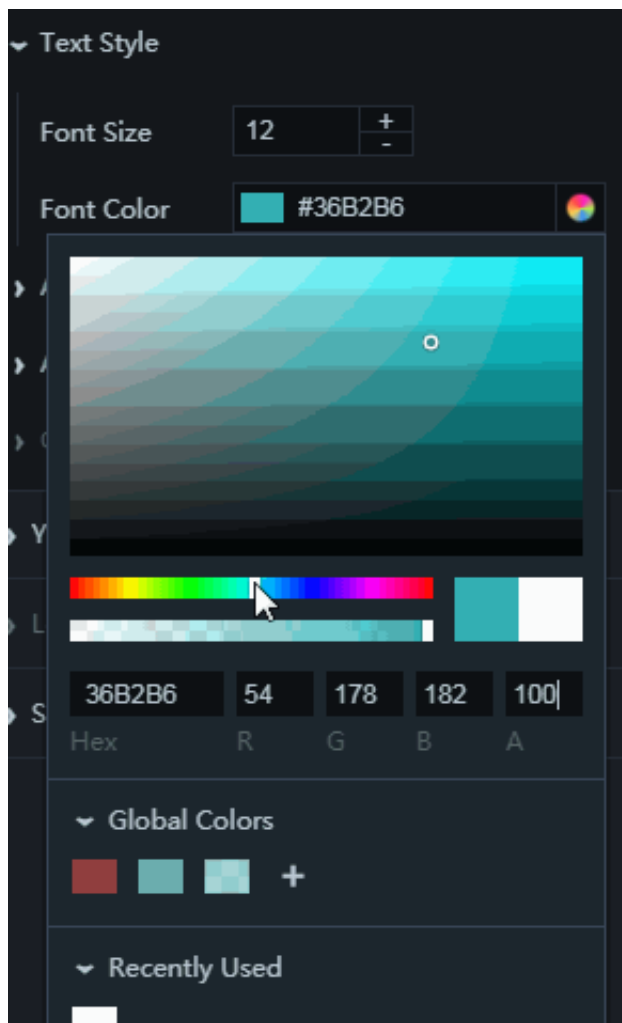 Text Style
Font Size 12 + -
Font Color #36B2B6
Y
L
S
36B2B6 54 178 182 100
Hex R G B A
Global Colors
+
Recently Used